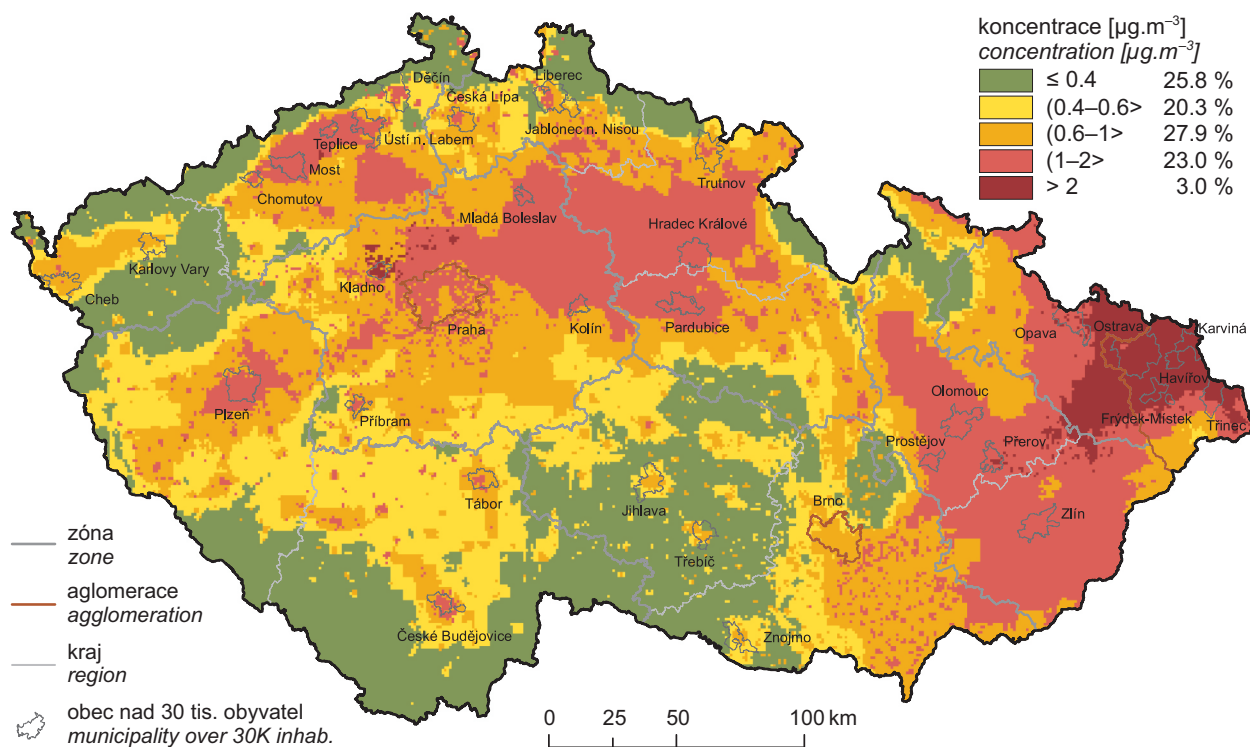 koncentrace [µg.m⁻³]
concentration [µg.m⁻³]
≤ 0.4 25.8 %
(0.4–0.6> 20.3 %
(0.6–1> 27.9 %
(1–2> 23.0 %
> 2 3.0 %
Děčín
Liberec
Česká Lípa
Jablonec n. Nisou
Ústí n. Labem
Teplice
Most
Chomutov
Trutnov
Mladá Boleslav
Hradec Králové
Karlovy Vary
Cheb
Kladno
Praha
Kolín
Pardubice
Opava
Ostrava
Karviná
Havířov
Frýdek-Místek
Třinec
Plzeň
Příbram
Olomouc
Prostějov
Přerov
Tábor
Jihlava
Brno
Zlín
Třebíč
České Budějovice
Znojmo
zóna
zone
aglomerace
agglomeration
kraj
region
obec nad 30 tis. obyvatel
municipality over 30K inhab.
0 25 50 100 km